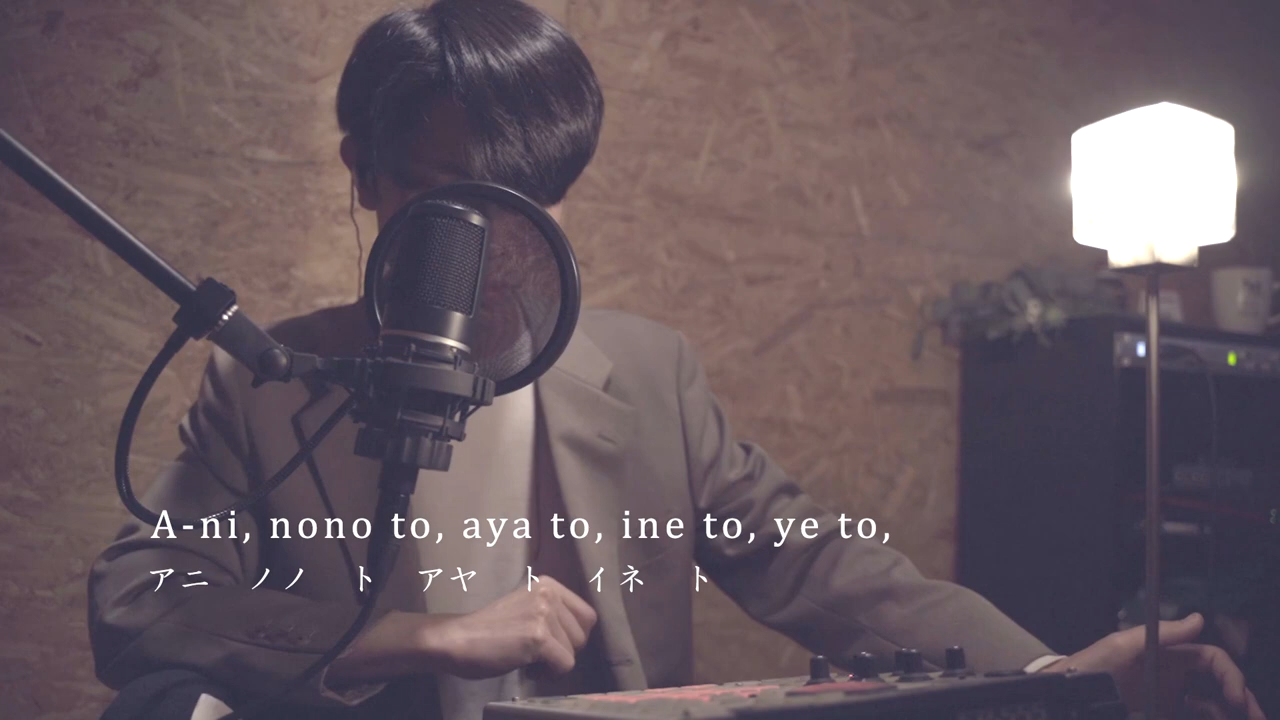 A-ni, nono to, aya to, ine to, ye to,
アニ　ノノ　ト　アヤ　ト　イネ　ト